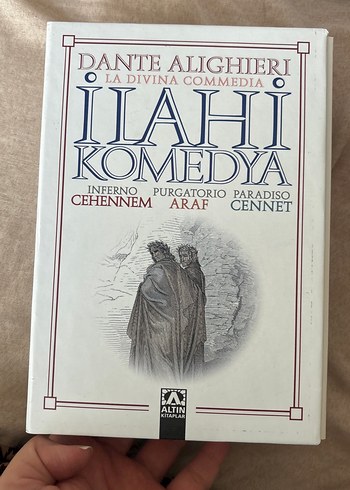 DANTE ALIGHIERI
LA DIVINA COMMEDIA
İLAHİ
KOMEDYA
INFERNO PURGATORIO PARADISO
CEHENNEM ARAF CENNET
ALTIN
KİTAPLAR